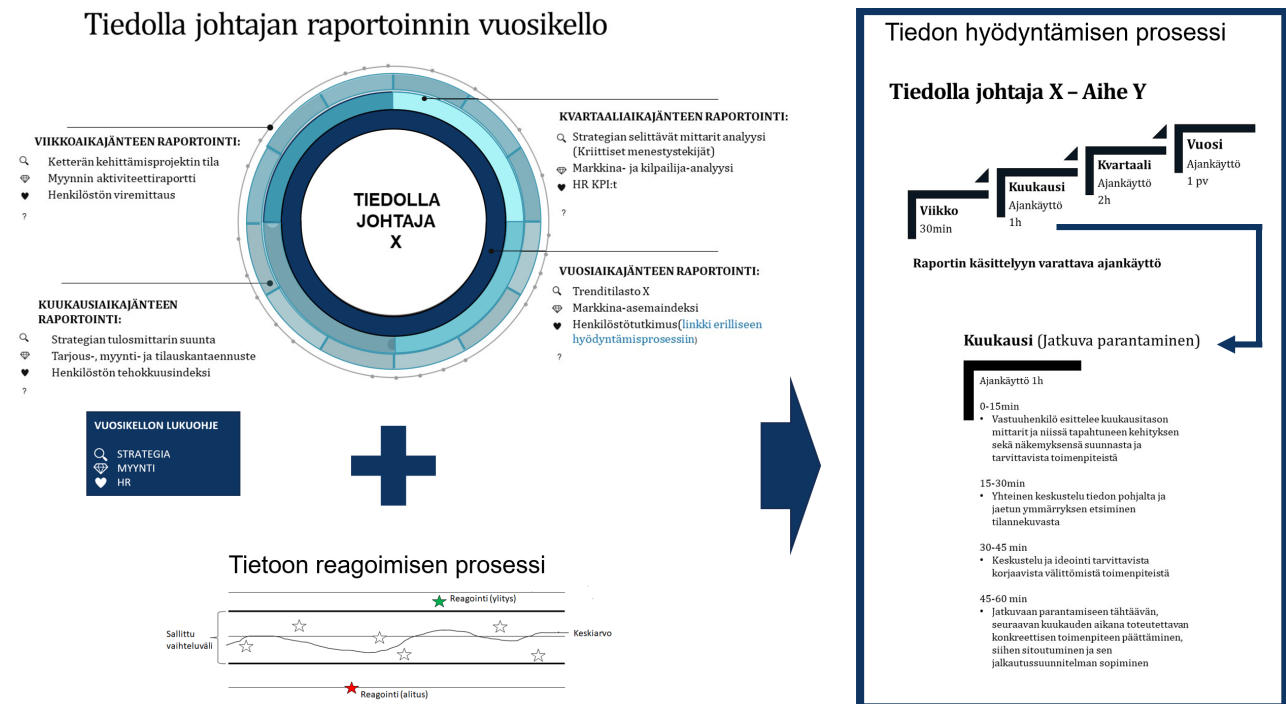 Tiedolla johtajan raportoinnin vuosikello
VIIKKOAIKAJÄNTEEN RAPORTOINTI:
Ketterän kehittämisprojektin tila
Myynnin aktiviteettiraportti
Henkilöstön viremittaus
?
KUUKAUSIAIKAJÄNTEEN
RAPORTOINTI:
Strategian tulosmittarin suunta
Tarjous-, myynti- ja tilauskantaennuste
Henkilöstön tehokkuusindeksi
?
TIEDOLLA
JOHTAJA
X
KVARTAALIAIKAJÄNTEEN RAPORTOINTI:
Strategian selittävät mittarit analyysi
(Kriittiset menestystekijät)
Markkina- ja kilpailija-analyysi
HR KPI:t
?
VUOSIAIKAJÄNTEEN RAPORTOINTI:
Trenditilasto X
Markkina-asemaindeksi
Henkilöstötutkimus(linkki erilliseen
hyödyntämisprosessiin)
?
VUOSIKELLON LUKUOHJE
STRATEGIA
MYYNTI
HR
Tietoon reagoimisen prosessi
Reagointi (ylitys)
Sallittu
vaihteluväli
Keskiarvo
Reagointi (alitus)
Tiedon hyödyntämisen prosessi
Tiedolla johtaja X – Aihe Y
Viikko
30min
Kuukausi
Ajankäyttö
1h
Kvartaali
Ajankäyttö
2h
Vuosi
Ajankäyttö
1 pv
Raportin käsittelyyn varattava ajankäyttö
Kuukausi (Jatkuva parantaminen)
Ajankäyttö 1h
0-15min
• Vastuuhenkilö esittelee kuukausitason
mittarit ja niissä tapahtuneen kehityksen
sekä näkemyksensä suunnasta ja
tarvittavista toimenpiteistä
15-30min
• Yhteinen keskustelu tiedon pohjalta ja
jaetun ymmärryksen etsiminen
tilannekuvasta
30-45 min
• Keskustelu ja ideointi tarvittavista
korjaavista välittömistä toimenpiteistä
45-60 min
• Jatkuvaan parantamiseen tähtäävän,
seuraavan kuukauden aikana toteutettavan
konkreettisen toimenpiteen päättäminen,
siihen sitoutuminen ja sen
jalkautussuunnitelman sopiminen